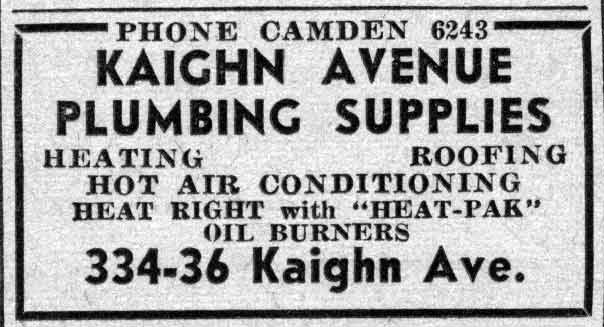 PHONE CAMDEN 6243
KAIGHN AVENUE
PLUMBING SUPPLIES
HEATING ROOFING
HOT AIR CONDITIONING
HEAT RIGHT with "HEAT-PAK"
OIL BURNERS
334-36 Kaighn Ave.